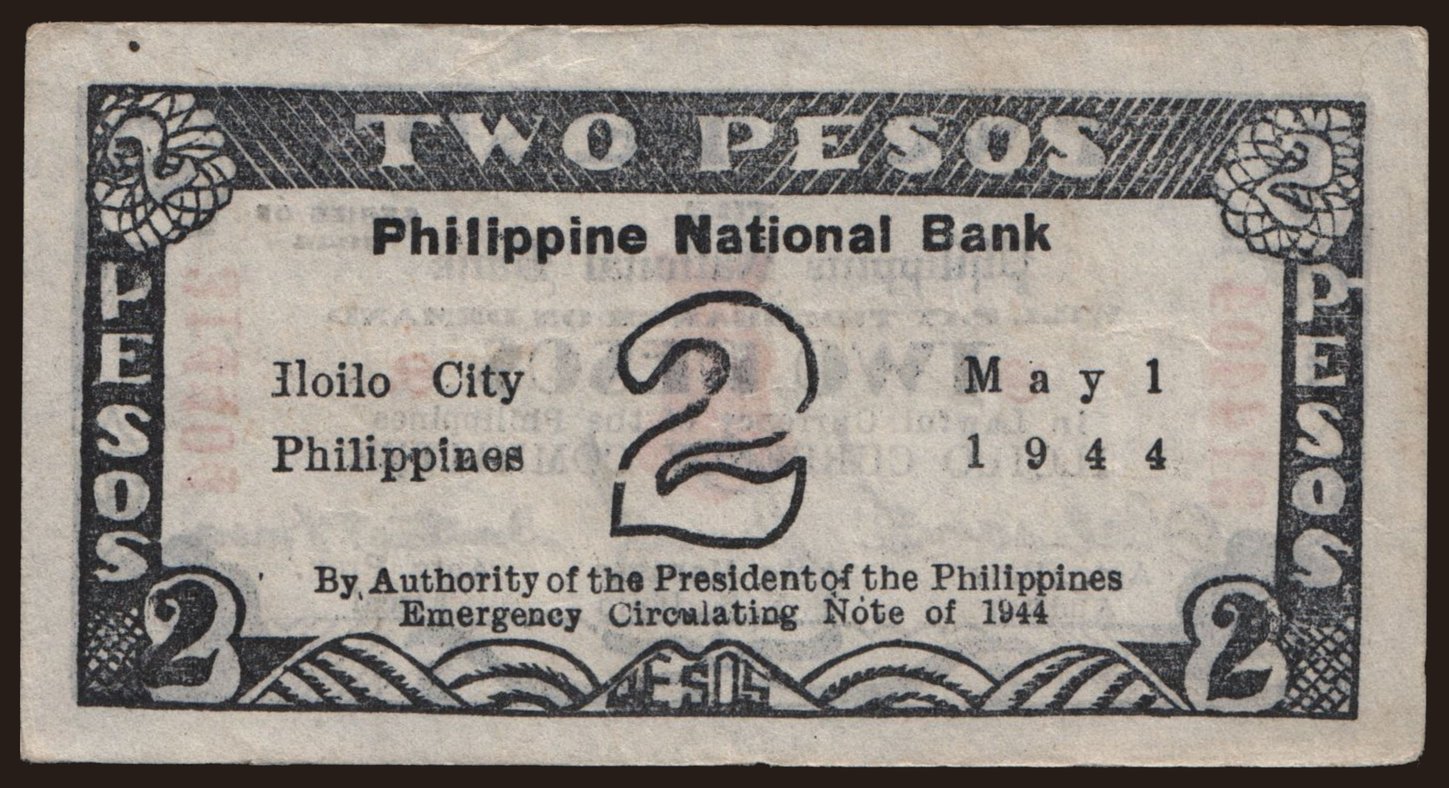 2 TWO PESOS 2
Philippine National Bank
PESOS
PESOS
Iloilo City
Philippines
2
May 1
1944
By Authority of the President of the Philippines
Emergency Circulating Note of 1944
2 PESOS 2